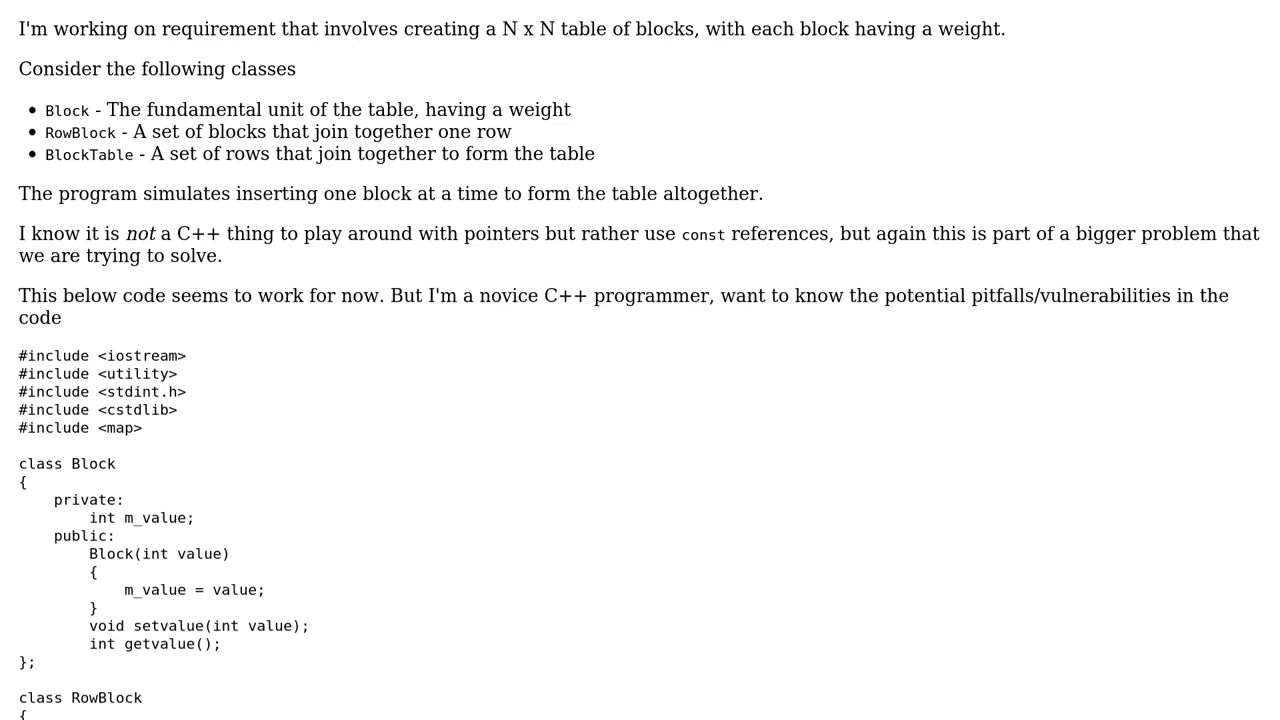 I'm working on requirement that involves creating a N x N table of blocks, with each block having a weight.
Consider the following classes
• Block - The fundamental unit of the table, having a weight
• RowBlock - A set of blocks that join together one row
• BlockTable - A set of rows that join together to form the table
The program simulates inserting one block at a time to form the table altogether.
I know it is not a C++ thing to play around with pointers but rather use const references, but again this is part of a bigger problem that
we are trying to solve.
This below code seems to work for now. But I'm a novice C++ programmer, want to know the potential pitfalls/vulnerabilities in the
code
#include <iostream>
#include <utility>
#include <stdint.h>
#include <cstdlib>
#include <map>
class Block
{
    private:
        int m_value;
    public:
        Block(int value)
        {
            m_value = value;
        }
        void setvalue(int value);
        int getvalue();
};
class RowBlock
{